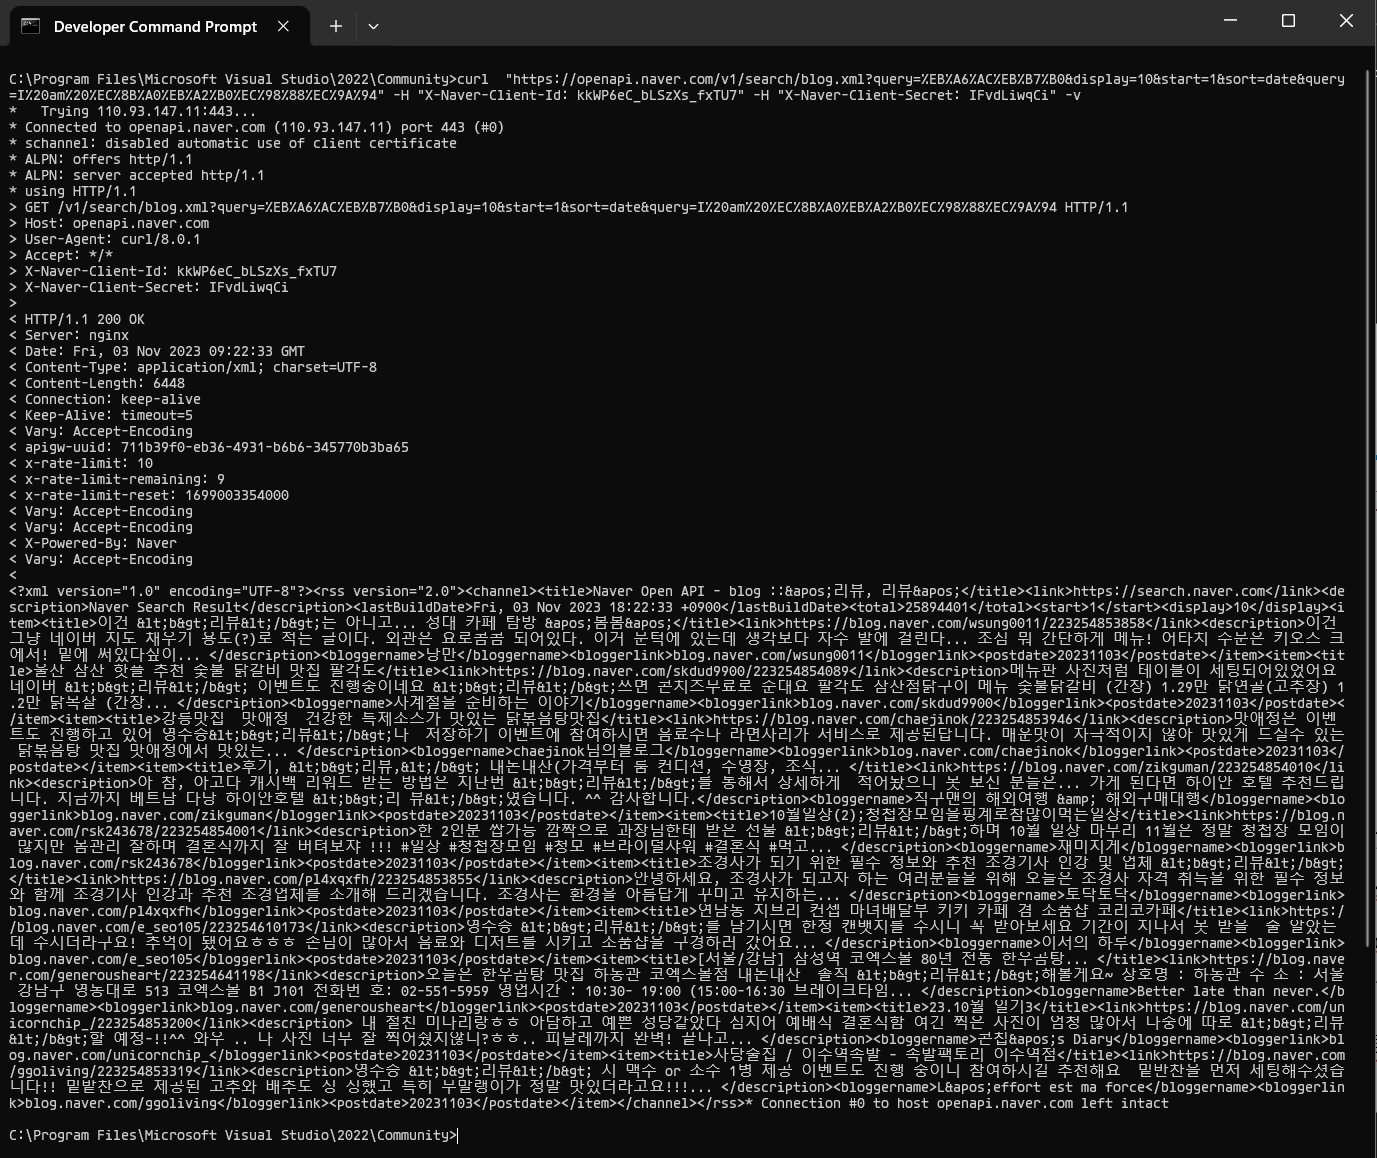 Developer Command Prompt
C:\Program Files\Microsoft Visual Studio\2022\Community>curl  "https://openapi.naver.com/v1/search/blog.xml?query=%EB%A6%AC%EB%B7%B0&display=10&start=1&sort=date&query
=I%20am%20%EC%8B%A0%EB%A2%B0%EC%98%88%EC%9A%94" -H "X-Naver-Client-Id: kkWP6eC_bLSzXs_fxTU7" -H "X-Naver-Client-Secret: IFvdLiwqCi" -v
*   Trying 110.93.147.11:443...
* Connected to openapi.naver.com (110.93.147.11) port 443 (#0)
* schannel: disabled automatic use of client certificate
* ALPN: offers http/1.1
* ALPN: server accepted http/1.1
* using HTTP/1.1
> GET /v1/search/blog.xml?query=%EB%A6%AC%EB%B7%B0&display=10&start=1&sort=date&query=I%20am%20%EC%8B%A0%EB%A2%B0%EC%98%88%EC%9A%94 HTTP/1.1
> Host: openapi.naver.com
> User-Agent: curl/8.0.1
> Accept: */*
> X-Naver-Client-Id: kkWP6eC_bLSzXs_fxTU7
> X-Naver-Client-Secret: IFvdLiwqCi
>
< HTTP/1.1 200 OK
< Server: nginx
< Date: Fri, 03 Nov 2023 09:22:33 GMT
< Content-Type: application/xml; charset=UTF-8
< Content-Length: 6448
< Connection: keep-alive
< Keep-Alive: timeout=5
< Vary: Accept-Encoding
< apigw-uuid: 711b39f0-eb36-4931-b6b6-345770b3ba65
< x-rate-limit: 10
< x-rate-limit-remaining: 9
< x-rate-limit-reset: 1699003354000
< Vary: Accept-Encoding
< Vary: Accept-Encoding
< X-Powered-By: Naver
< Vary: Accept-Encoding
<
<?xml version="1.0" encoding="UTF-8"?><rss version="2.0"><channel><title>Naver Open API - blog ::&apos;리뷰, 리뷰&apos;</title><link>https://search.naver.com</link><de
scription>Naver Search Result</description><lastBuildDate>Fri, 03 Nov 2023 18:22:33 +0900</lastBuildDate><total>25894401</total><start>1</start><display>10</display><i
tem><title>이건 &lt;b&gt;리뷰&lt;/b&gt;는 아니고... 성대 카페 탐방 &apos;봄봄&apos;</title><link>https://blog.naver.com/wsung0011/223254853858</link><description>이건
그냥 네이버 지도 채우기 용도(?)로 적는 글이다. 외관은 요로콤콤 되어있다. 이거 문턱에 있는데 생각보다 자수 발에 걸린다... 조심 뭐 간단하게 메뉴! 어타치 수문은 키오스 크
에서! 밑에 써있다싶이... </description><bloggername>낭만</bloggername><bloggerlink>blog.naver.com/wsung0011</bloggerlink><postdate>20231103</postdate></item><item><tit
le>울산 삼산 핫플 추천 숯불 닭갈비 맛집 팔각도</title><link>https://blog.naver.com/skdud9900/223254854089</link><description>메뉴판 사진처럼 테이블이 세팅되어있었어요
네이버 &lt;b&gt;리뷰&lt;/b&gt; 이벤트도 진행중이네요 &lt;b&gt;리뷰&lt;/b&gt;쓰면 콘치즈무료로 준대요 팔각도 삼산점닭구이 메뉴 숯불닭갈비 (간장) 1.29만 닭연골(고추장) 1
.2만 닭목살 (간장... </description><bloggername>사계절을 준비하는 이야기</bloggername><bloggerlink>blog.naver.com/skdud9900</bloggerlink><postdate>20231103</postdate><
/item><item><title>강릉맛집  맛애정  건강한 특제소스가 맛있는 닭볶음탕맛집</title><link>https://blog.naver.com/chaejinok/223254853946</link><description>맛애정은 이벤
트도 진행하고 있어 영수증&lt;b&gt;리뷰&lt;/b&gt;나  저장하기 이벤트에 참여하시면 음료수나 라면사리가 서비스로 제공된답니다. 매운맛이 자극적이지 않아 맛있게 드실수 있는
 닭볶음탕 맛집 맛애정에서 맛있는... </description><bloggername>chaejinok님의블로그</bloggername><bloggerlink>blog.naver.com/chaejinok</bloggerlink><postdate>20231103</
postdate></item><item><title>후기, &lt;b&gt;리뷰,&lt;/b&gt; 내돈내산(가격부터 룸 컨디션, 수영장, 조식... </title><link>https://blog.naver.com/zikguman/223254854010</li
nk><description>아 참, 아고다 캐시백 리워드 받는 방법은 지난번 &lt;b&gt;리뷰&lt;/b&gt;를 통해서 상세하게  적어놨으니 못 보신 분들은... 가게 된다면 하이안 호텔 추천드립
니다. 지금까지 베트남 다낭 하이안호텔 &lt;b&gt;리 뷰&lt;/b&gt;였습니다. ^^ 감사합니다.</description><bloggername>직구맨의 해외여행 &amp; 해외구매대행</bloggername><blo
ggerlink>blog.naver.com/zikguman</bloggerlink><postdate>20231103</postdate></item><item><title>10월일상(2);청첩장모임을핑계로참많이먹는일상</title><link>https://blog.n
aver.com/rsk243678/223254854001</link><description>한 2인분 쌉가능 깜짝으로 과장님한테 받은 선물 &lt;b&gt;리뷰&lt;/b&gt;하며 10월 일상 마무리 11월은 정말 청첩장 모임이
 많지만 몸관리 잘하며 결혼식까지 잘 버텨보쟈 !!! #일상 #청첩장모임 #청모 #브라이덜샤워 #결혼식 #먹고... </description><bloggername>재미지게</bloggername><bloggerlink>b
log.naver.com/rsk243678</bloggerlink><postdate>20231103</postdate></item><item><title>조경사가 되기 위한 필수 정보와 추천 조경기사 인강 및 업체 &lt;b&gt;리뷰&lt;/b&gt;
</title><link>https://blog.naver.com/pl4xqxfh/223254853855</link><description>안녕하세요, 조경사가 되고자 하는 여러분들을 위해 오늘은 조경사 자격 취득을 위한 필수 정보
와 함께 조경기사 인강과 추천 조경업체를 소개해 드리겠습니다. 조경사는 환경을 아름답게 꾸미고 유지하는... </description><bloggername>토닥토닥</bloggername><bloggerlink>
blog.naver.com/pl4xqxfh</bloggerlink><postdate>20231103</postdate></item><item><title>연남동 지브리 컨셉 마녀배달부 키키 카페 겸 소품샵 코리코카페</title><link>https:/
/blog.naver.com/e_seo105/223254610173</link><description>영수증 &lt;b&gt;리뷰&lt;/b&gt;를 남기시면 한정 캔뱃지를 수시니 꼭 받아보세요 기간이 지나서 못 받을  줄 알았는
데 수시더라구요! 추억이 됐어요ㅎㅎㅎ 손님이 많아서 음료와 디저트를 시키고 소품샵을 구경하러 갔어요... </description><bloggername>이서의 하루</bloggername><bloggerlink>
blog.naver.com/e_seo105</bloggerlink><postdate>20231103</postdate></item><item><title>[서울/강남] 삼성역 코엑스몰 80년 전통 한우곰탕... </title><link>https://blog.nave
r.com/generousheart/223254641198</link><description>오늘은 한우곰탕 맛집 하동관 코엑스몰점 내돈내산  솔직 &lt;b&gt;리뷰&lt;/b&gt;해볼게요~ 상호명 : 하동관 수 소 : 서울
 강남구 영동대로 513 코엑스몰 B1 J101 전화번 호: 02-551-5959 영업시간 : 10:30- 19:00 (15:00-16:30 브레이크타임... </description><bloggername>Better late than never.</b
loggername><bloggerlink>blog.naver.com/generousheart</bloggerlink><postdate>20231103</postdate></item><item><title>23.10월 일기3</title><link>https://blog.naver.com/un
icornchip_/223254853200</link><description> 내 절친 미나리랑ㅎㅎ 아담하고 예쁜 성당같았다 심지어 예배식 결혼식함 여긴 찍은 사진이 엄청 많아서 나중에 따로 &lt;b&gt;리뷰
&lt;/b&gt;할 예정-!!^^ 와우 .. 나 사진 너무 잘 찍어줬지않니?ㅎㅎ.. 피날레까지 완벽! 끝나고... </description><bloggername>콘칩&apos;s Diary</bloggername><bloggerlink>bl
og.naver.com/unicornchip_</bloggerlink><postdate>20231103</postdate></item><item><title>사당술집 / 이수역족발 - 족발팩토리 이수역점</title><link>https://blog.naver.com
/ggoliving/223254853319</link><description>영수증 &lt;b&gt;리뷰&lt;/b&gt; 시 맥수 or 소수 1병 제공 이벤트도 진행 중이니 참여하시길 추천해요  밑반찬을 먼저 세팅해수셨습
니다!! 밑밭찬으로 제공된 고추와 배추도 싱 싱했고 특히 무말랭이가 정말 맛있더라고요!!!... </description><bloggername>L&apos;effort est ma force</bloggername><bloggerlin
k>blog.naver.com/ggoliving</bloggerlink><postdate>20231103</postdate></item></channel></rss>* Connection #0 to host openapi.naver.com left intact
C:\Program Files\Microsoft Visual Studio\2022\Community>